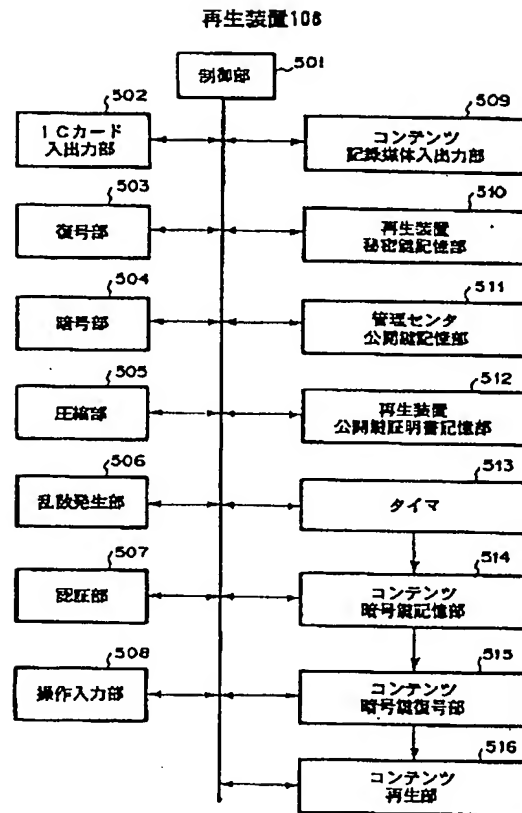 再生装置108
制御部
501
502
ICカード
入出力部
503
復号部
504
暗号部
505
圧縮部
506
乱数発生部
507
認証部
508
操作入力部
509
コンテンツ
記録媒体入出力部
510
再生装置
秘密鍵記憶部
511
管理センタ
公開鍵記憶部
512
再生装置
公開鍵証明書記憶部
513
タイマ
514
コンテンツ
暗号鍵記憶部
515
コンテンツ
暗号鍵復号部
516
コンテンツ
再生部